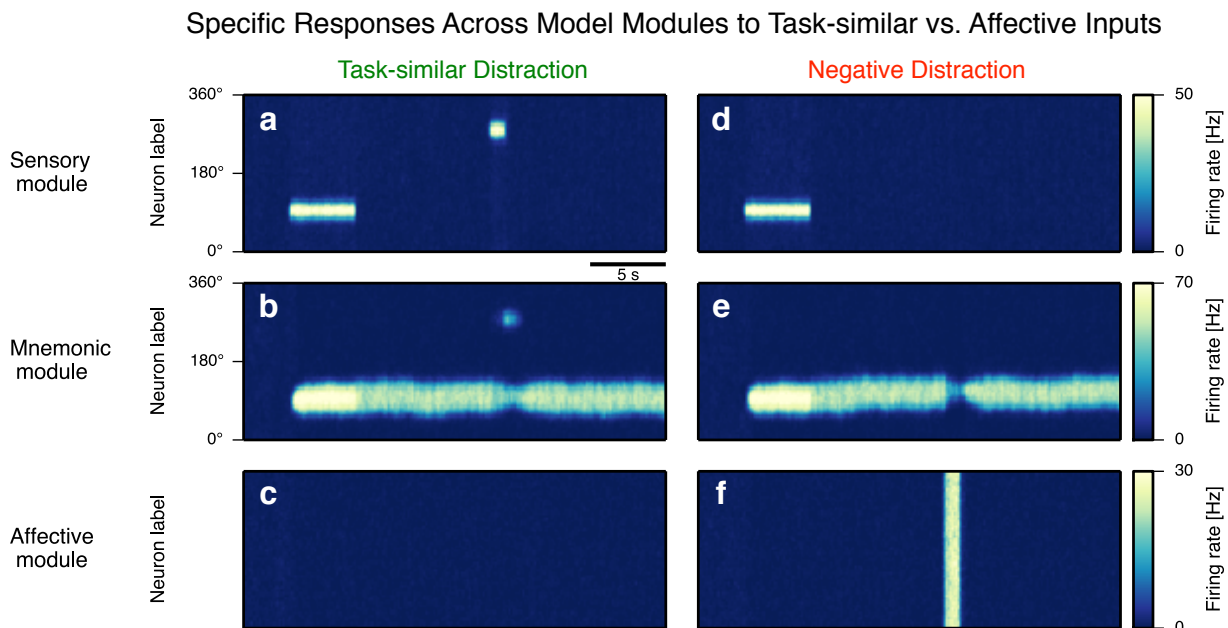 Specific Responses Across Model Modules to Task-similar vs. Affective Inputs
Task-similar Distraction
Negative Distraction
Sensory
module
Neuron label
360°
180°
0°
a
d
50
0
Firing rate [Hz]
5 s
Mnemonic
module
Neuron label
360°
180°
0°
b
e
70
0
Firing rate [Hz]
Affective
module
Neuron label
c
f
30
0
Firing rate [Hz]